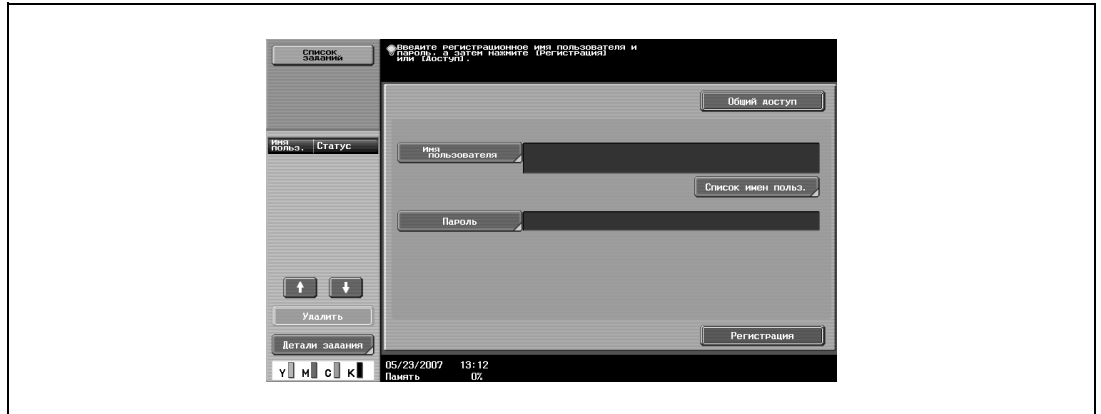 Список
заданий
Введите регистрационное имя пользователя и
пароль, а затем нажмите [Регистрация]
или [Доступ].
Общий доступ
Имя
польз.
Статус
Имя
пользователя
Список имен польз.
Пароль
Удалить
Детали задания
Регистрация
Y M C K
05/23/2007 13:12
Память 0%